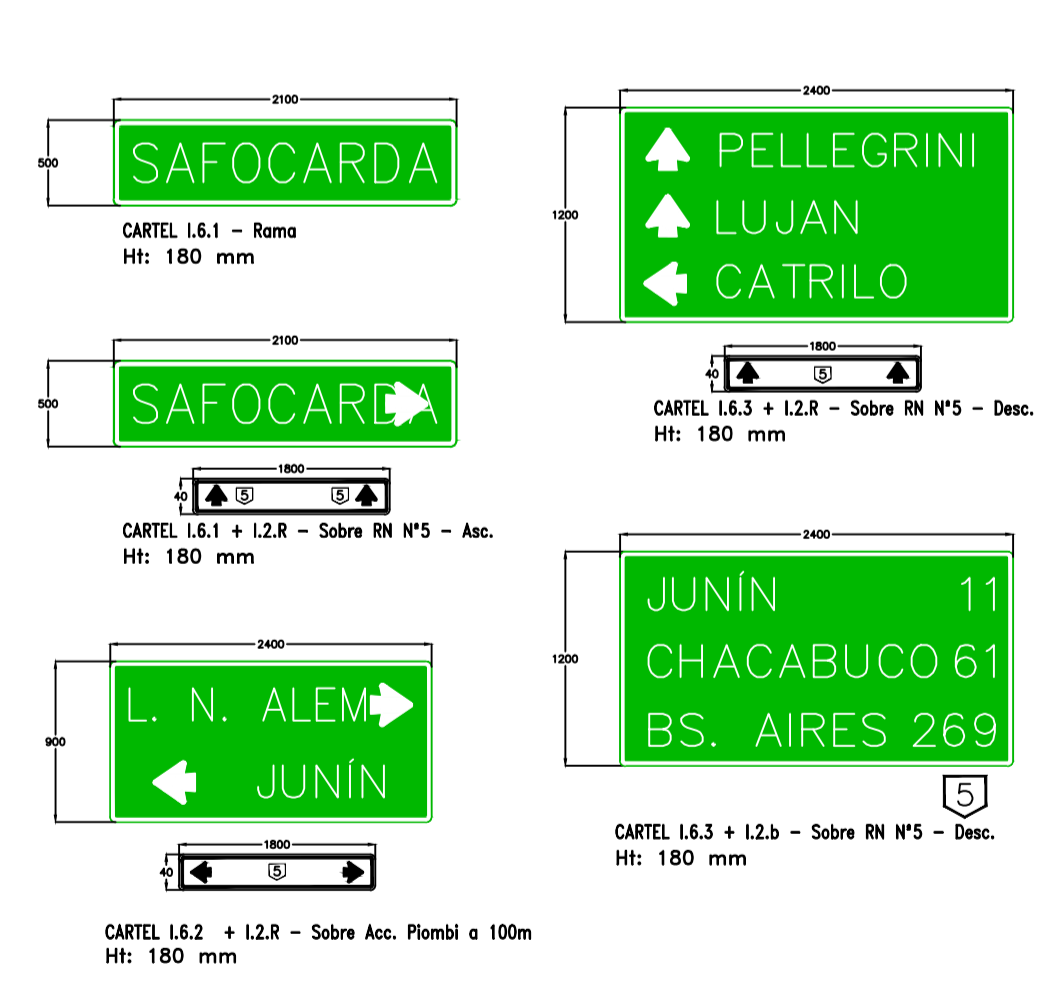 2100
500
SAFOCARDA
CARTEL I.6.1 - Rama
Ht: 180 mm
2100
500
SAFOCARDA
1800
40
5 5
CARTEL I.6.1 + I.2.R - Sobre RN N°5 - Asc.
Ht: 180 mm
2400
900
L. N. ALEM
JUNÍN
1800
40
5
CARTEL I.6.2 + I.2.R - Sobre Acc. Piombi a 100m
Ht: 180 mm
2400
1200
PELLEGRINI
LUJAN
CATRILO
1800
40
5
CARTEL I.6.3 + I.2.R - Sobre RN N°5 - Desc.
Ht: 180 mm
2400
1200
JUNÍN 11
CHACABUCO 61
BS. AIRES 269
5
CARTEL I.6.3 + I.2.b - Sobre RN N°5 - Desc.
Ht: 180 mm